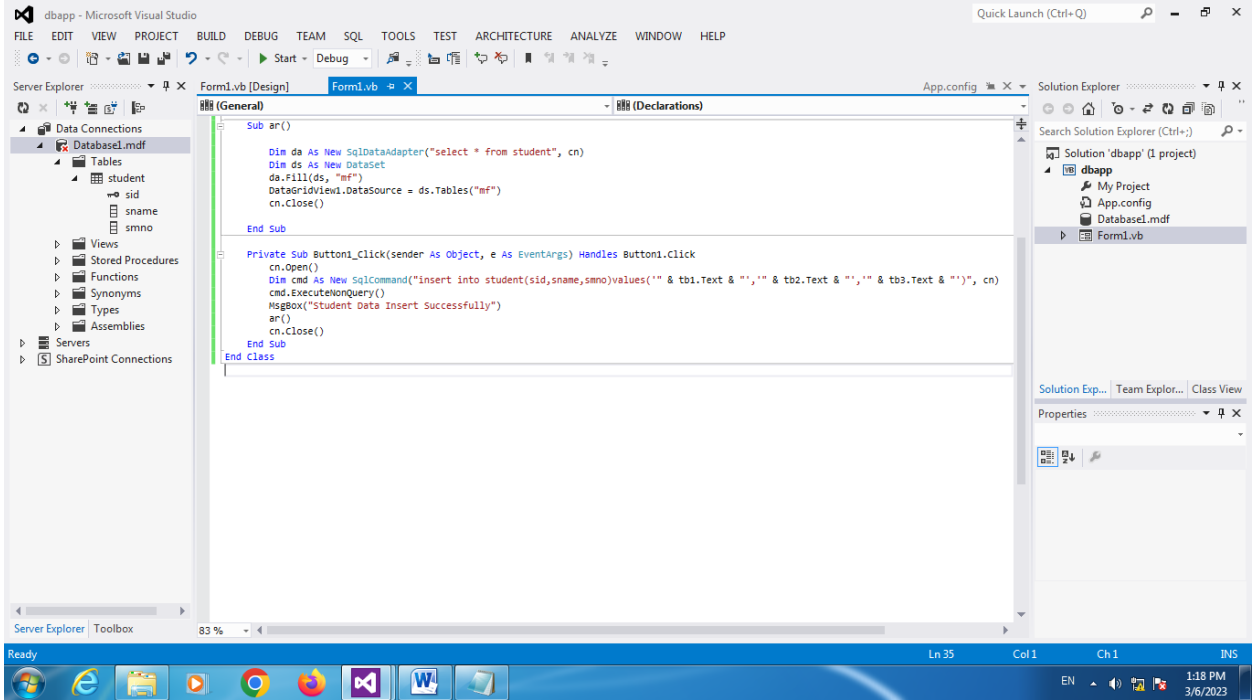 dbapp - Microsoft Visual Studio
Quick Launch (Ctrl+Q)
FILE EDIT VIEW PROJECT BUILD DEBUG TEAM SQL TOOLS TEST ARCHITECTURE ANALYZE WINDOW HELP
Start Debug
Server Explorer
Form1.vb [Design] Form1.vb App.config
Solution Explorer
(General) (Declarations)
Search Solution Explorer (Ctrl+;)
Data Connections
Database1.mdf
Tables
student
sid
sname
smno
Views
Stored Procedures
Functions
Synonyms
Types
Assemblies
Servers
SharePoint Connections
Server Explorer Toolbox
Sub ar()
Dim da As New SqlDataAdapter("select * from student", cn)
Dim ds As New DataSet
da.Fill(ds, "mf")
DataGridView1.DataSource = ds.Tables("mf")
cn.Close()
End Sub
Private Sub Button1_Click(sender As Object, e As EventArgs) Handles Button1.Click
cn.Open()
Dim cmd As New SqlCommand("insert into student(sid,sname,smno)values('" & tb1.Text & "','" & tb2.Text & "','" & tb3.Text & "')", cn)
cmd.ExecuteNonQuery()
MsgBox("Student Data Insert Successfully")
ar()
cn.Close()
End Sub
End Class
83 %
Solution 'dbapp' (1 project)
VB dbapp
My Project
App.config
Database1.mdf
Form1.vb
Solution Exp... Team Explor... Class View
Properties
Ready Ln 35 Col 1 Ch 1 INS
EN 1:18 PM
3/6/2023